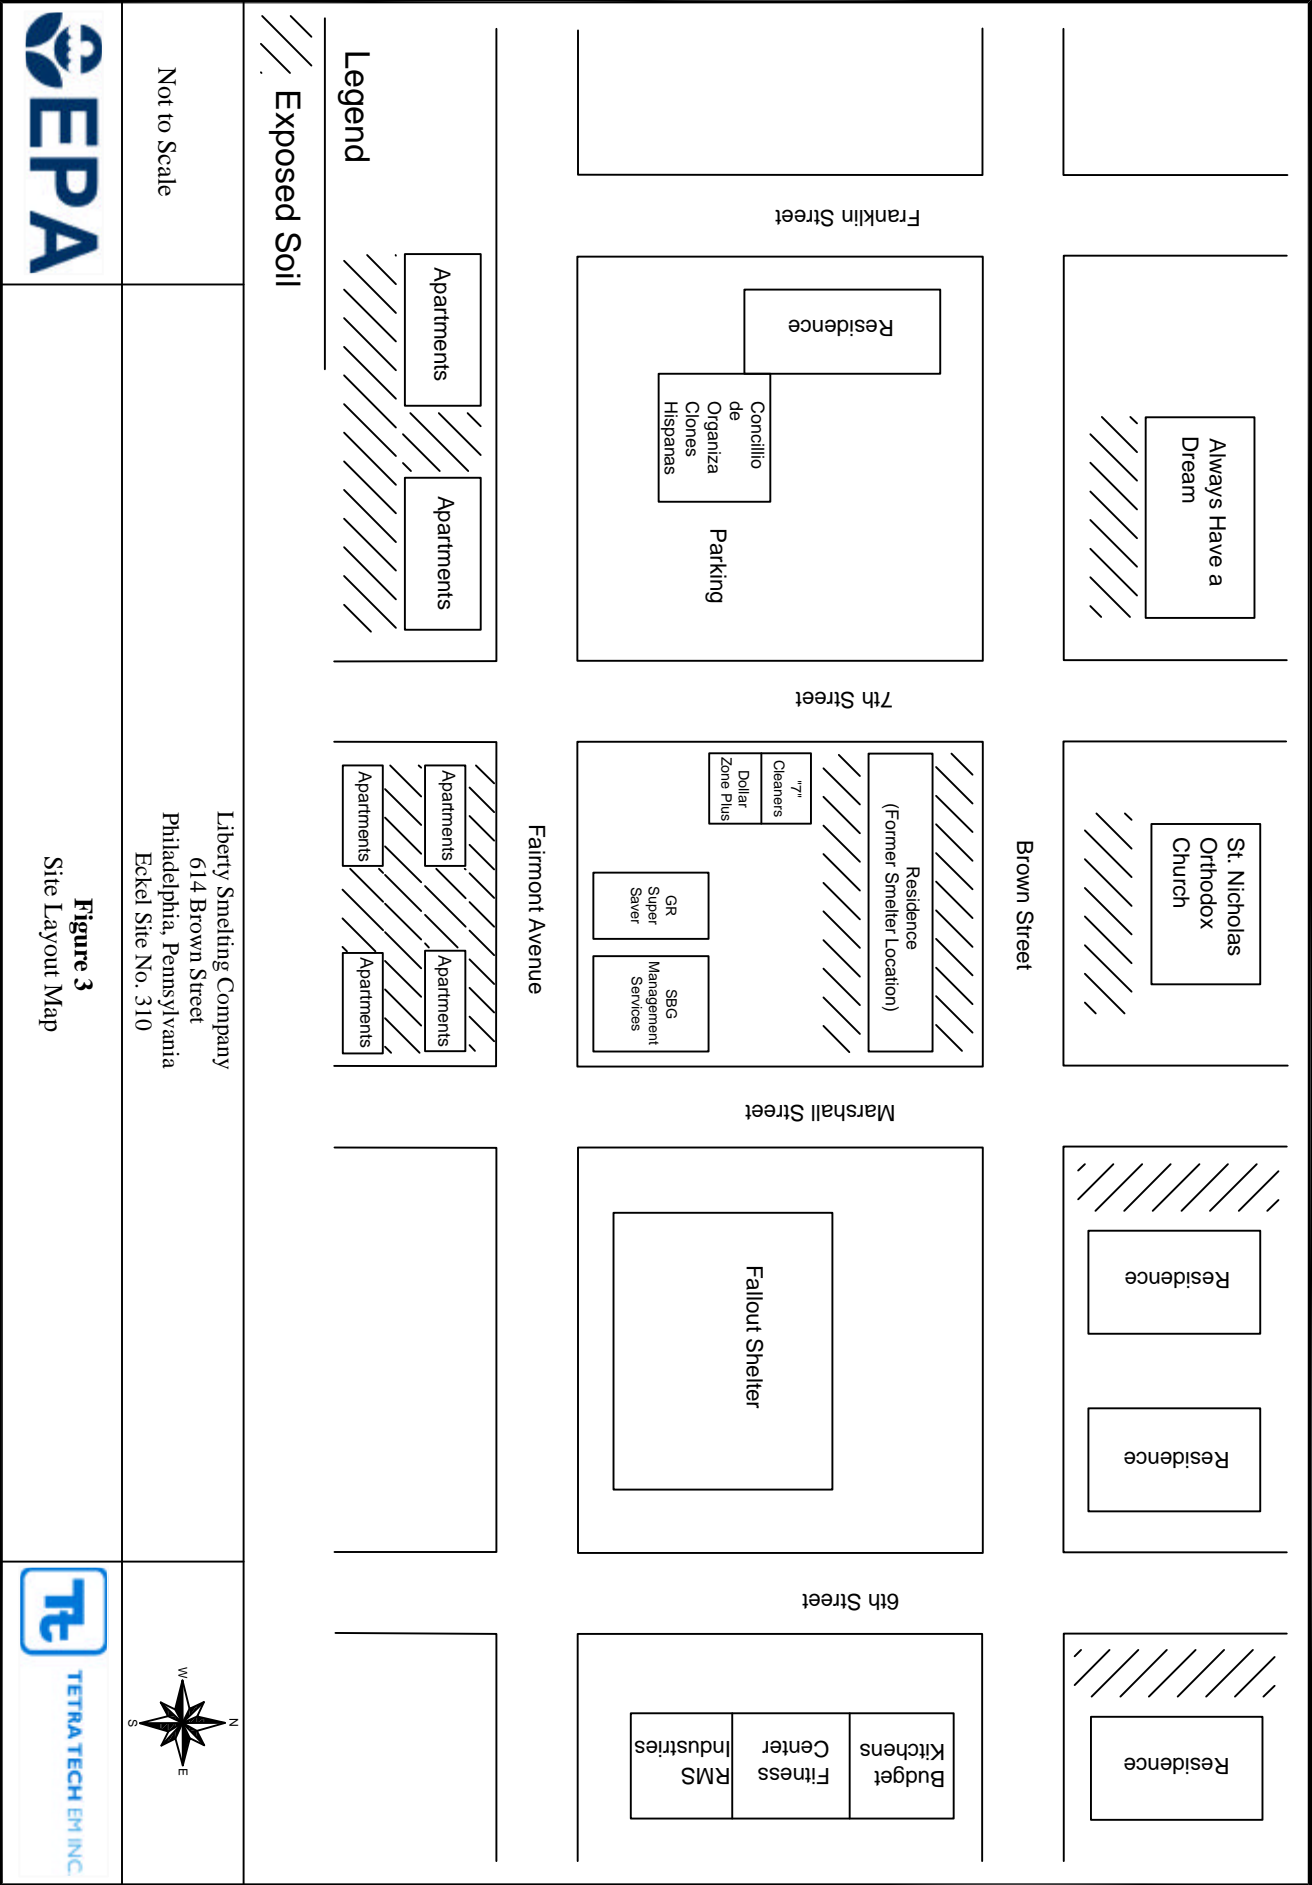 Always Have a
Dream
St. Nicholas
Orthodox
Church
Residence
Residence
Residence
Brown Street
Franklin Street
7th Street
Marshall Street
6th Street
Residence
Concillio
de
Organiza
Clones
Hispanas
Parking
Residence
(Former Smelter Location)
"7"
Cleaners
Dollar
Zone Plus
GR
Super
Saver
SBG
Management
Services
Fallout Shelter
Budget
Kitchens
Fitness
Center
RMS
Industries
Fairmont Avenue
Apartments
Apartments
Apartments
Apartments
Apartments
Apartments
Legend
Exposed Soil
Not to Scale
Liberty Smelting Company
614 Brown Street
Philadelphia, Pennsylvania
Eckel Site No. 310
N
W
E
S
EPA
Figure 3
Site Layout Map
Tt
TETRA TECH EM INC.